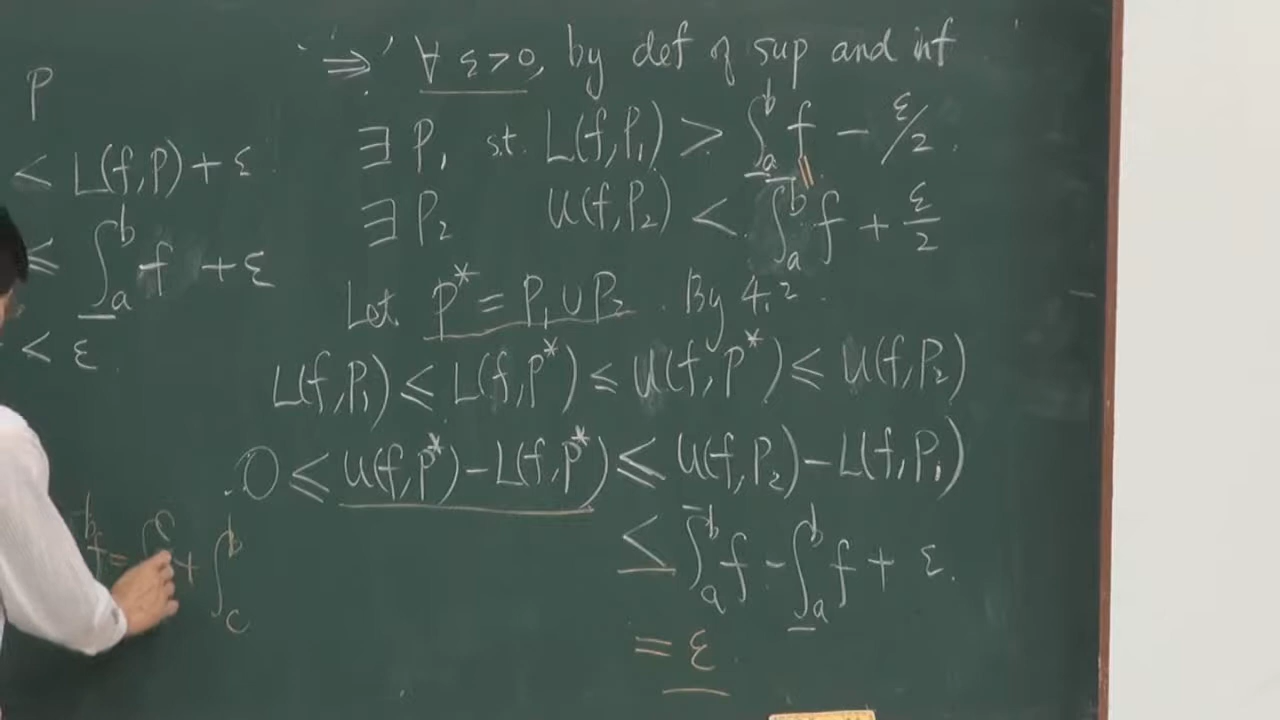 P
< L(f,P)+ε
≤ ∫_a^b f +ε
< ε
b f = ∫ + ∫_c^b
"⇒" ∀ ε>0, by def of sup and inf
∃ P₁ s.t. L(f,P₁) > ∫_a^b f − ε/2.
∃ P₂ U(f,P₂) < ∫_a^b f + ε/2
Let P* = P₁∪P₂. By 4.2.
L(f,P₁) ≤ L(f,P*) ≤ U(f,P*) ≤ U(f,P₂)
0 ≤ U(f,P*)−L(f,P*) ≤ U(f,P₂)−L(f,P₁)
≤ ∫_a^b f − ∫_a^b f + ε.
= ε.